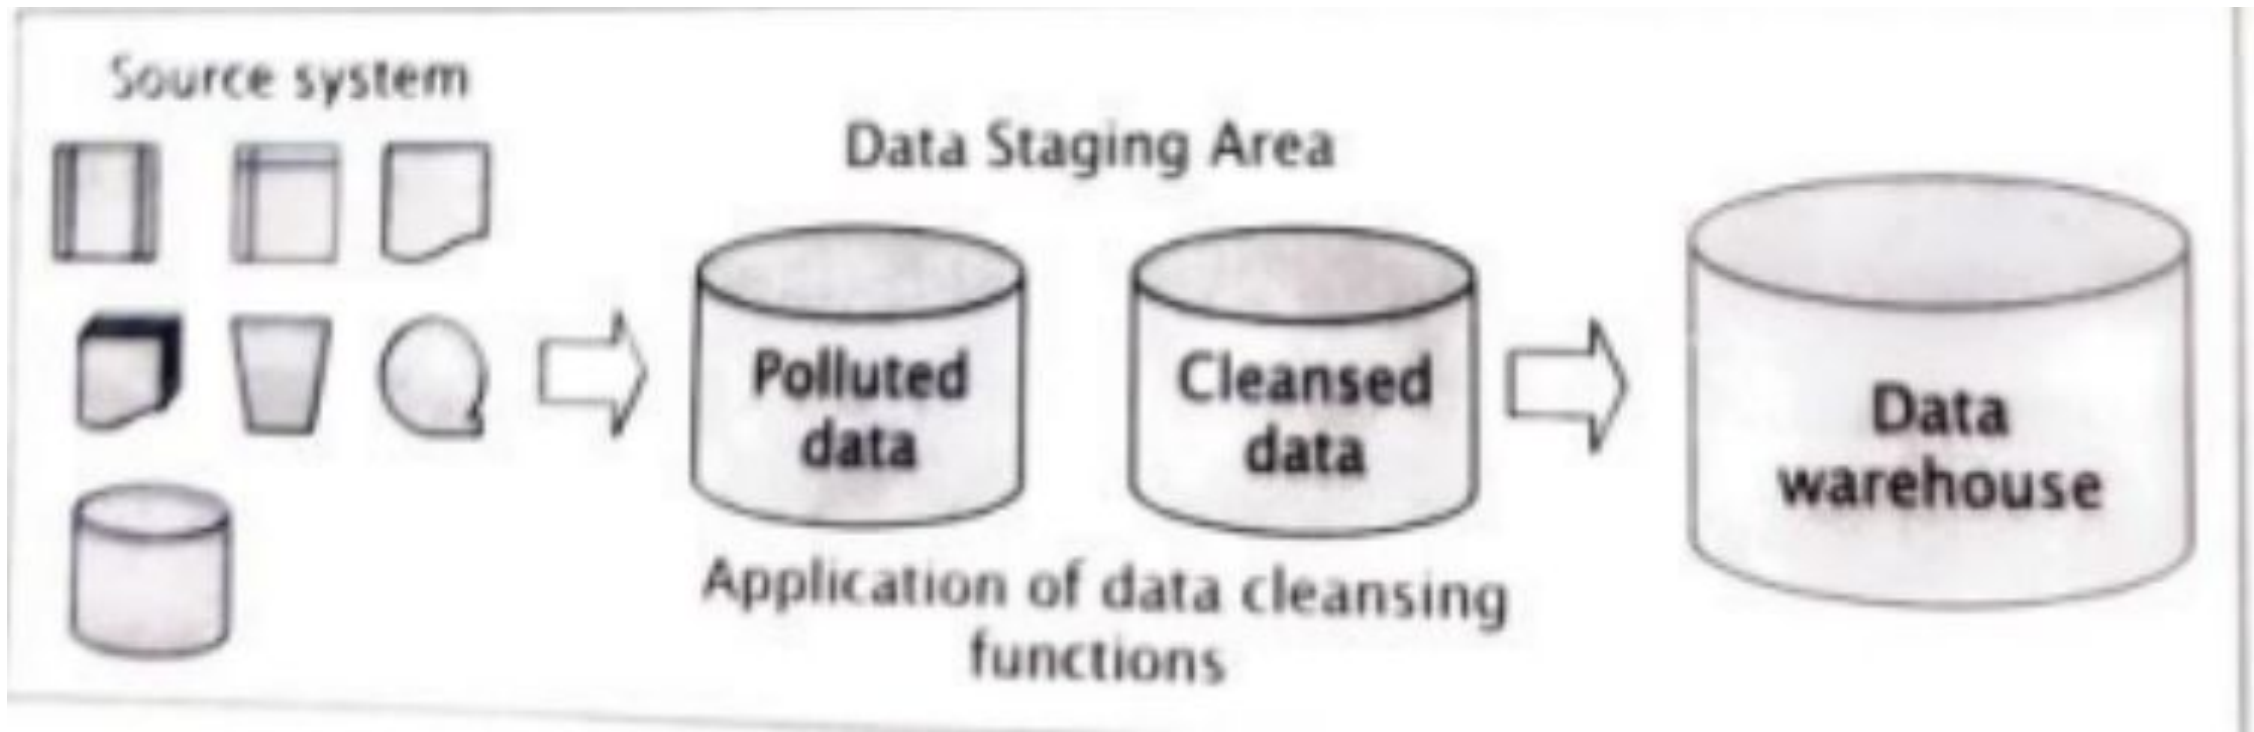 Source system
Data Staging Area
Polluted
data
Cleansed
data
Data
warehouse
Application of data cleansing
functions